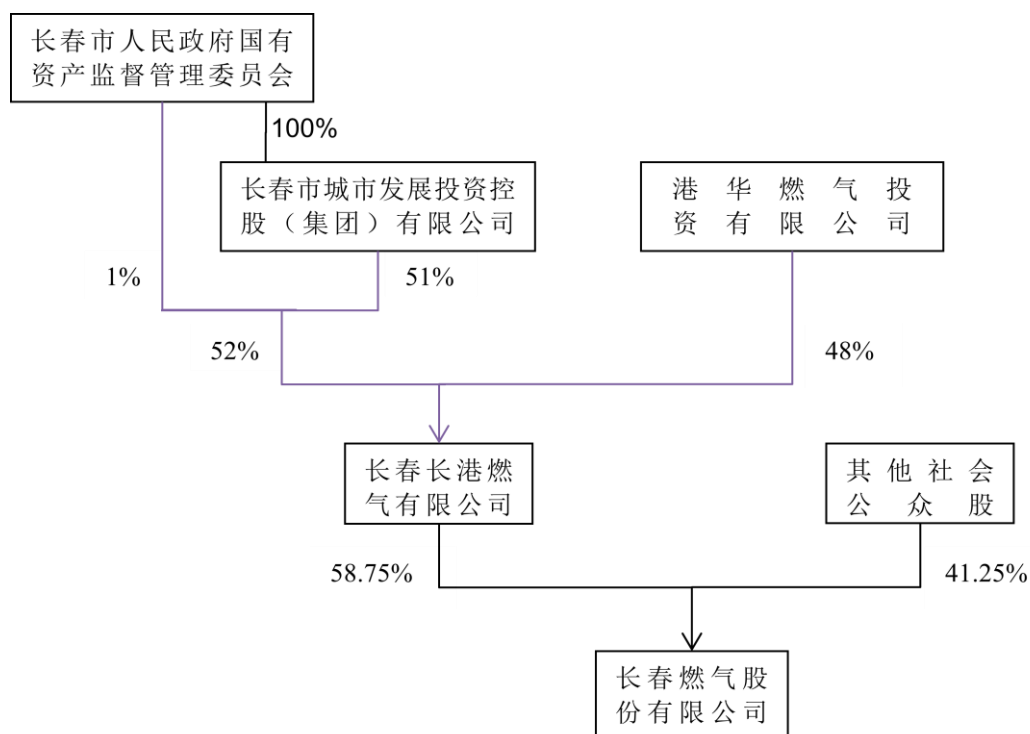 长春市人民政府国有
资产监督管理委员会
100%
长春市城市发展投资控
股（集团）有限公司
港华燃气投
资有限公司
1%
51%
52%
48%
长春长港燃
气有限公司
其他社会
公众股
58.75%
41.25%
长春燃气股
份有限公司